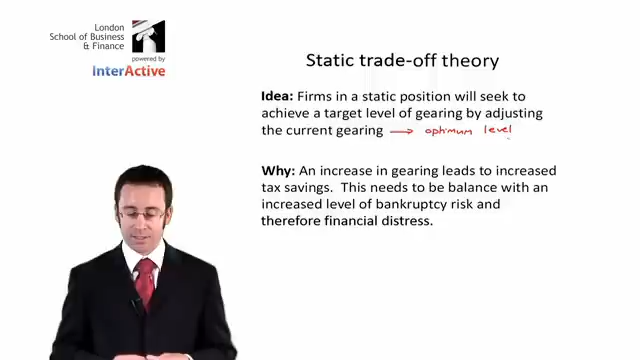 London
School of Business
& Finance
powered by
InterActive
Static trade-off theory
Idea: Firms in a static position will seek to
achieve a target level of gearing by adjusting
the current gearing → optimum level
Why: An increase in gearing leads to increased
tax savings. This needs to be balance with an
increased level of bankruptcy risk and
therefore financial distress.